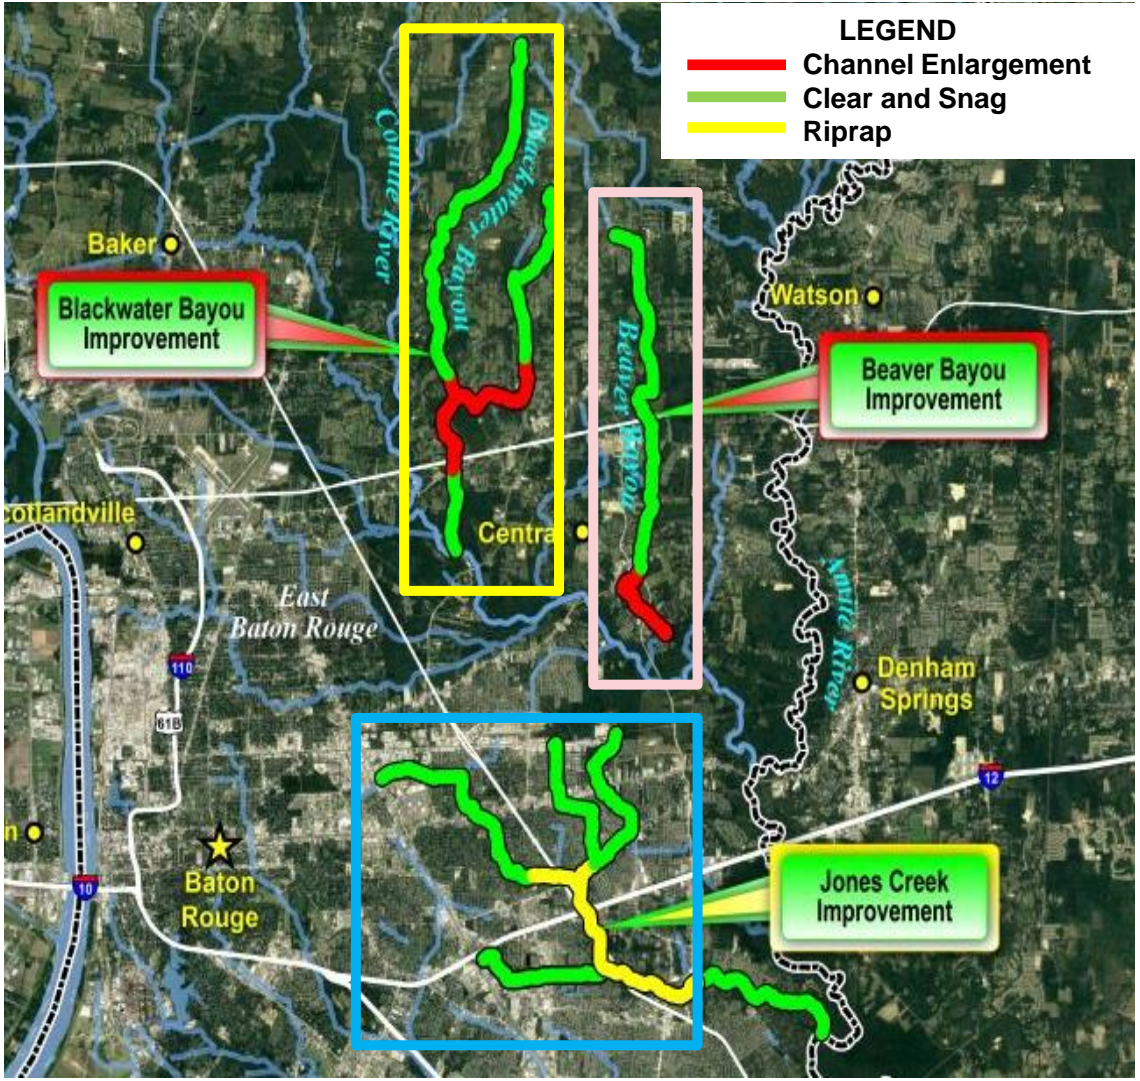 LEGEND
Channel Enlargement
Clear and Snag
Riprap
Comite River
Blackwater Bayou
Baker
Blackwater Bayou
Improvement
Watson
Beaver Bayou
Beaver Bayou
Improvement
cotlandville
Centra
East
Baton Rouge
Amite River
110
61B
Denham
Springs
12
n
10
Baton
Rouge
Jones Creek
Improvement